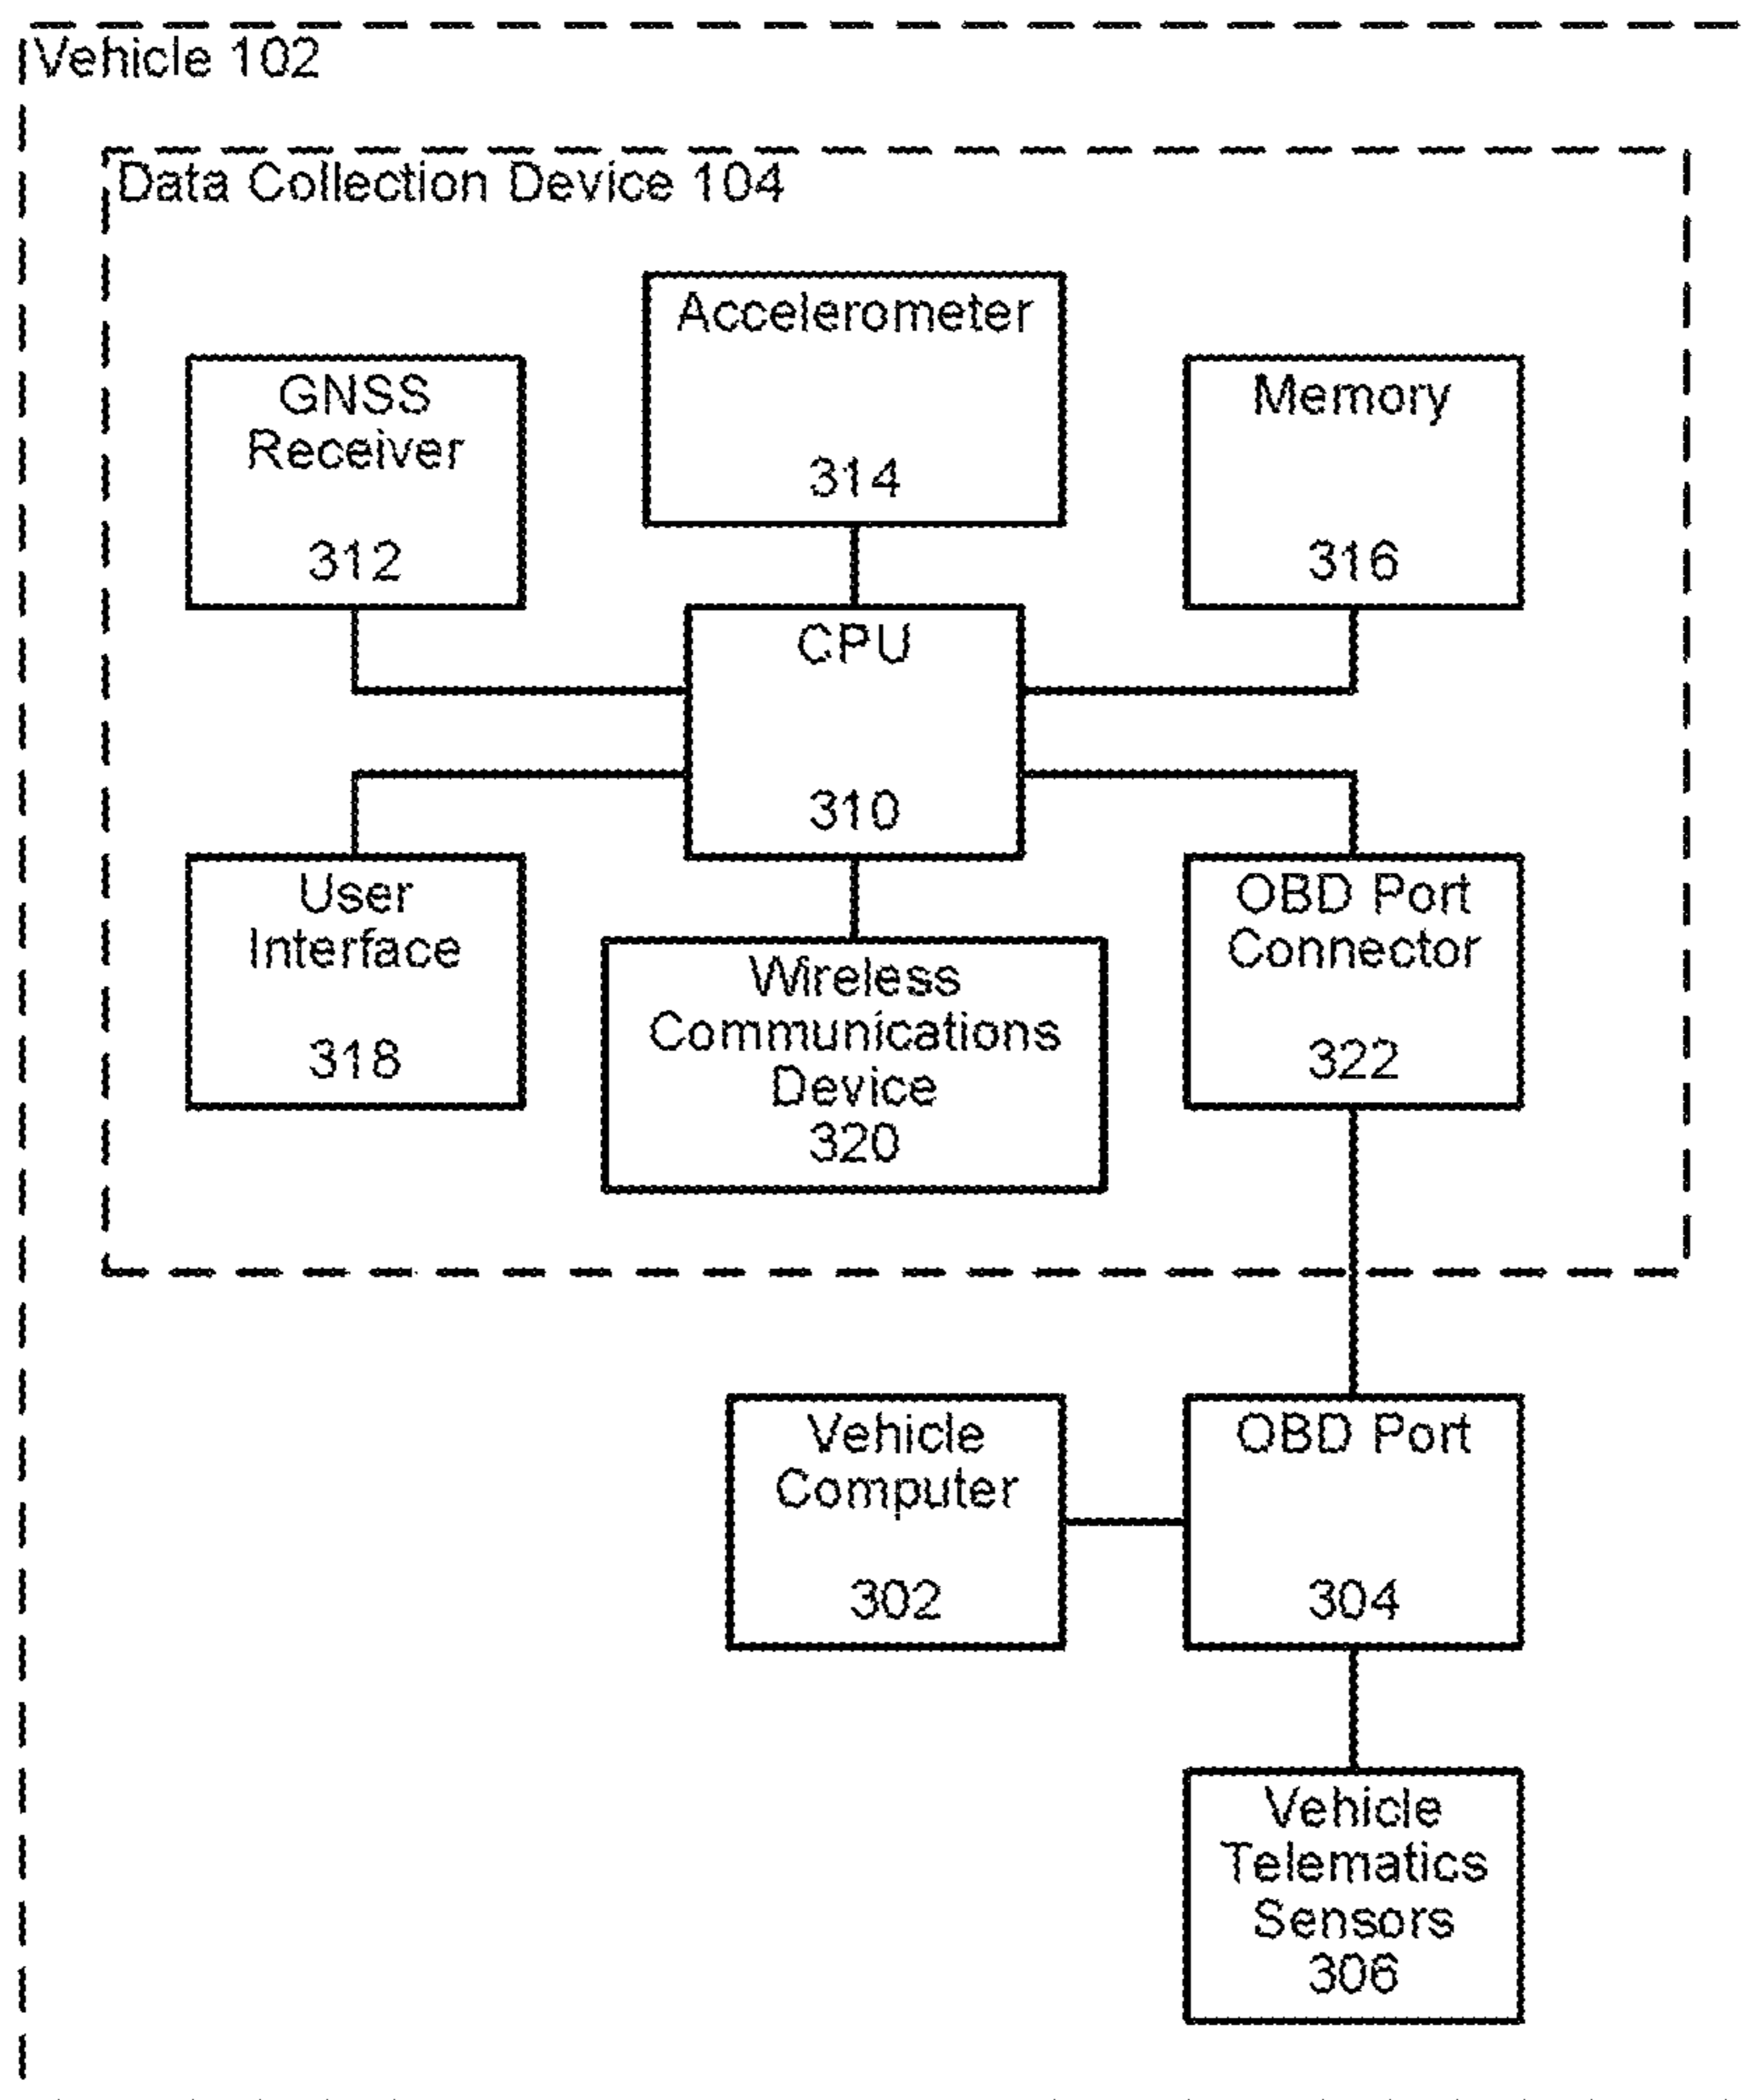 Vehicle 102
Data Collection Device 104
Accelerometer
314
GNSS
Receiver
312
Memory
316
CPU
310
User
Interface
318
Wireless
Communications
Device
320
OBD Port
Connector
322
Vehicle
Computer
302
OBD Port
304
Vehicle
Telematics
Sensors
306